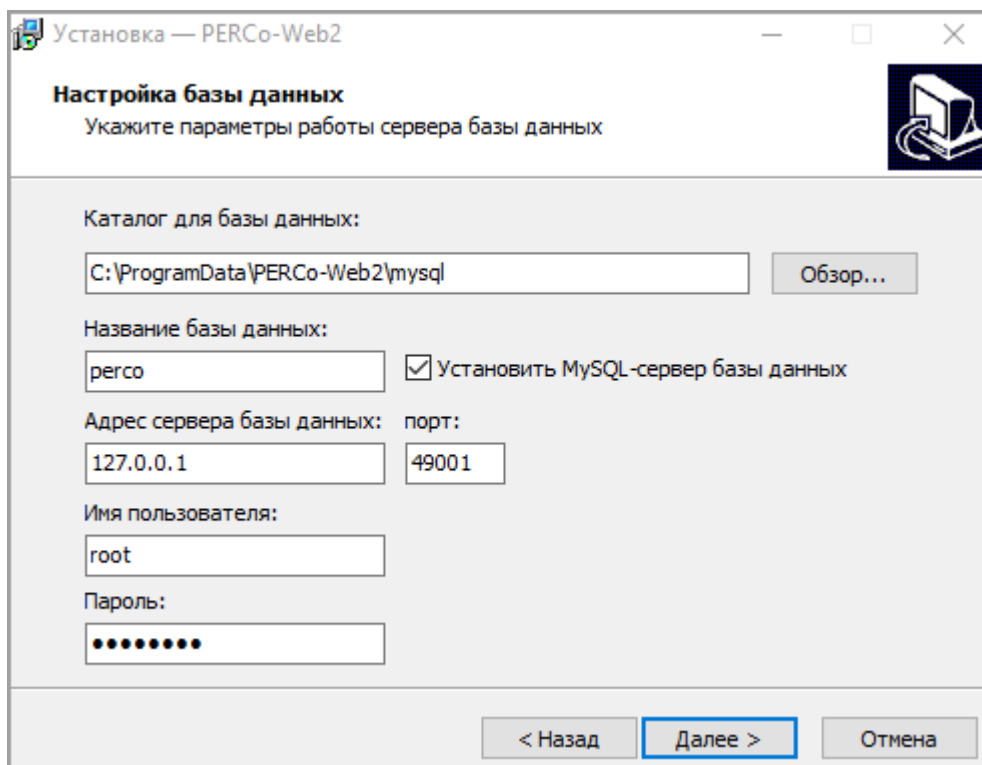 Установка — PERCo-Web2
Настройка базы данных
Укажите параметры работы сервера базы данных
Каталог для базы данных:
C:\ProgramData\PERCo-Web2\mysql
Обзор...
Название базы данных:
perco
Установить MySQL-сервер базы данных
Адрес сервера базы данных: порт:
127.0.0.1 49001
Имя пользователя:
root
Пароль:
••••••••
< Назад Далее > Отмена